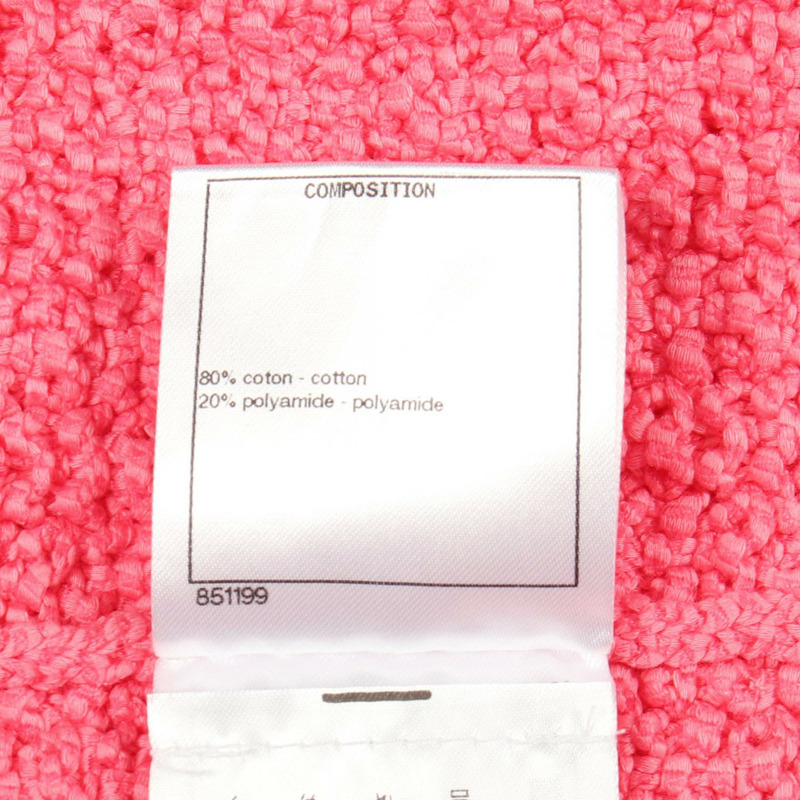 COMPOSITION
80% coton - cotton
20% polyamide - polyamide
851199